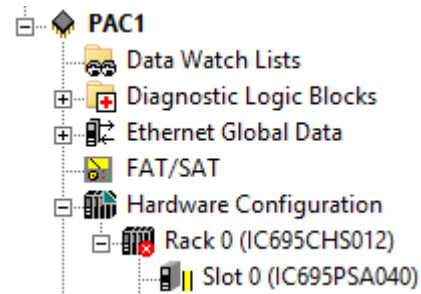 PAC1
Data Watch Lists
Diagnostic Logic Blocks
Ethernet Global Data
FAT/SAT
Hardware Configuration
Rack 0 (IC695CHS012)
Slot 0 (IC695PSA040)